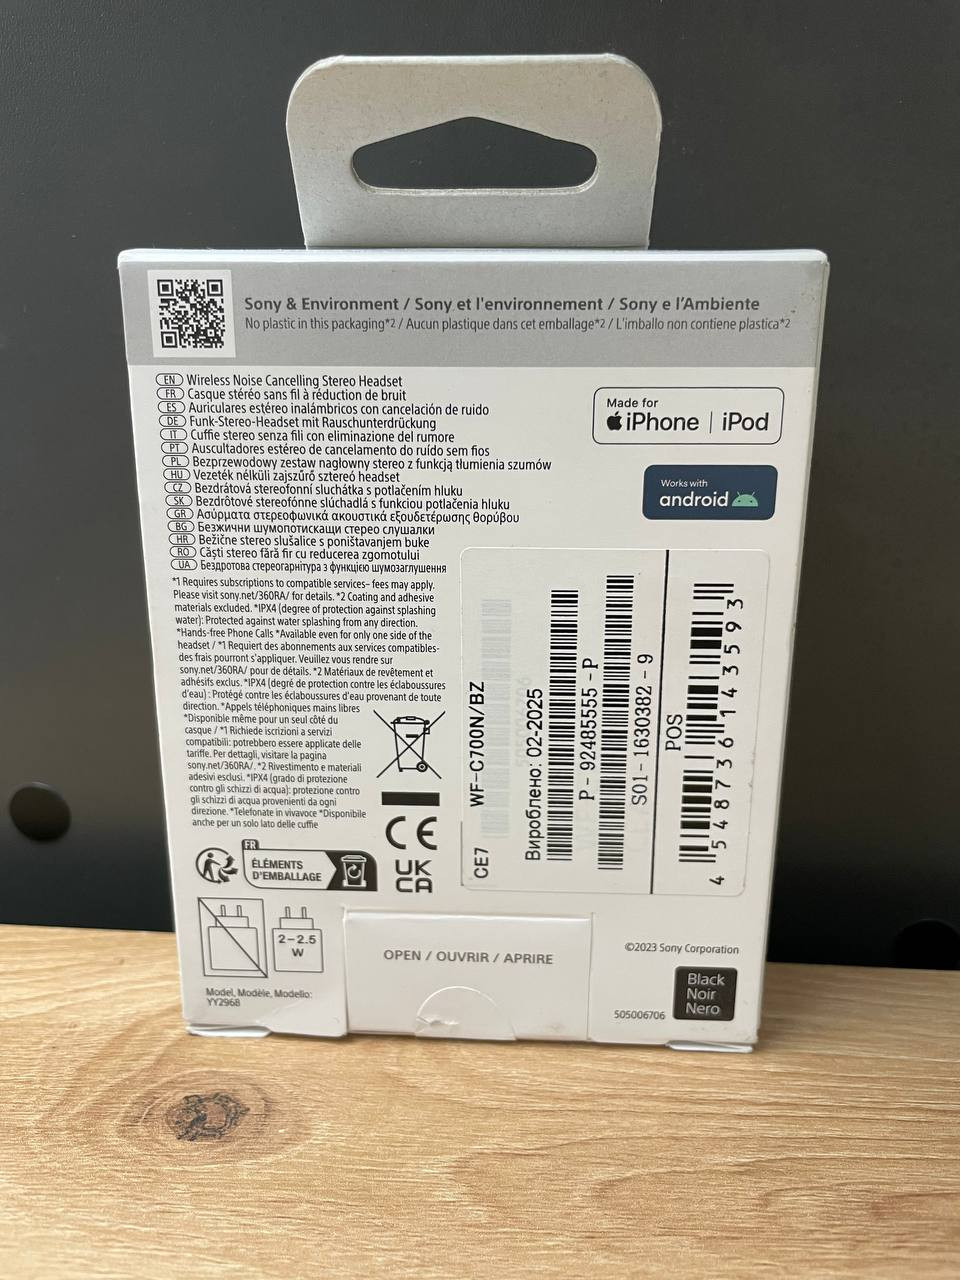 Sony & Environment / Sony et l'environnement / Sony e l'Ambiente
No plastic in this packaging*2 / Aucun plastique dans cet emballage*2 / L'imballo non contiene plastica*2
EN Wireless Noise Cancelling Stereo Headset
FR Casque stéréo sans fil à réduction de bruit
ES Auriculares estéreo inalámbricos con cancelación de ruido
DE Funk-Stereo-Headset mit Rauschunterdrückung
IT Cuffie stereo senza fili con eliminazione del rumore
PT Auscultadores estéreo de cancelamento do ruído sem fios
PL Bezprzewodowy zestaw nagłowny stereo z funkcją tłumienia szumów
HU Vezeték nélküli zajszűrő sztereó headset
CZ Bezdrátová stereofonní sluchátka s potlačením hluku
SK Bezdrôtové stereofónne slúchadlá s funkciou potlačenia hluku
GR Ασύρματα στερεοφωνικά ακουστικά εξουδετέρωσης θορύβου
BG Безжични шумопотискащи стерео слушалки
HR Bežične stereo slušalice s poništavanjem buke
RO Căști stereo fără fir cu reducerea zgomotului
UA Бездротова стереогарнітура з функцією шумозаглушення
Made for
iPhone | iPod
Works with
android
*1 Requires subscriptions to compatible services– fees may apply.
Please visit sony.net/360RA/ for details. *2 Coating and adhesive
materials excluded. *IPX4 (degree of protection against splashing
water): Protected against water splashing from any direction.
*Hands-free Phone Calls *Available even for only one side of the
headset / *1 Requiert des abonnements aux services compatibles–
des frais pourront s'appliquer. Veuillez vous rendre sur
sony.net/360RA/ pour de détails. *2 Matériaux de revêtement et
adhésifs exclus. *IPX4 (degré de protection contre les éclaboussures
d'eau) : Protégé contre les éclaboussures d'eau provenant de toute
direction. *Appels téléphoniques mains libres
*Disponible même pour un seul côté du
casque / *1 Richiede iscrizioni a servizi
compatibili: potrebbero essere applicate delle
tariffe. Per dettagli, visitare la pagina
sony.net/360RA/. *2 Rivestimento e materiali
adesivi esclusi. *IPX4 (grado di protezione
contro gli schizzi di acqua): protezione contro
gli schizzi di acqua provenienti da ogni
direzione. *Telefonate in vivavoce *Disponibile
anche per un solo lato delle cuffie
CE7 WF-C700N/BZ
Вироблено: 02-2025
P - 92485555 - P
S01 - 1630382 - 9
POS
4 548736 143593
CE
UK
CA
FR
ÉLÉMENTS
D'EMBALLAGE
2–2.5
W
Model, Modèle, Modello:
YY2968
OPEN / OUVRIR / APRIRE
©2023 Sony Corporation
Black
Noir
Nero
505006706